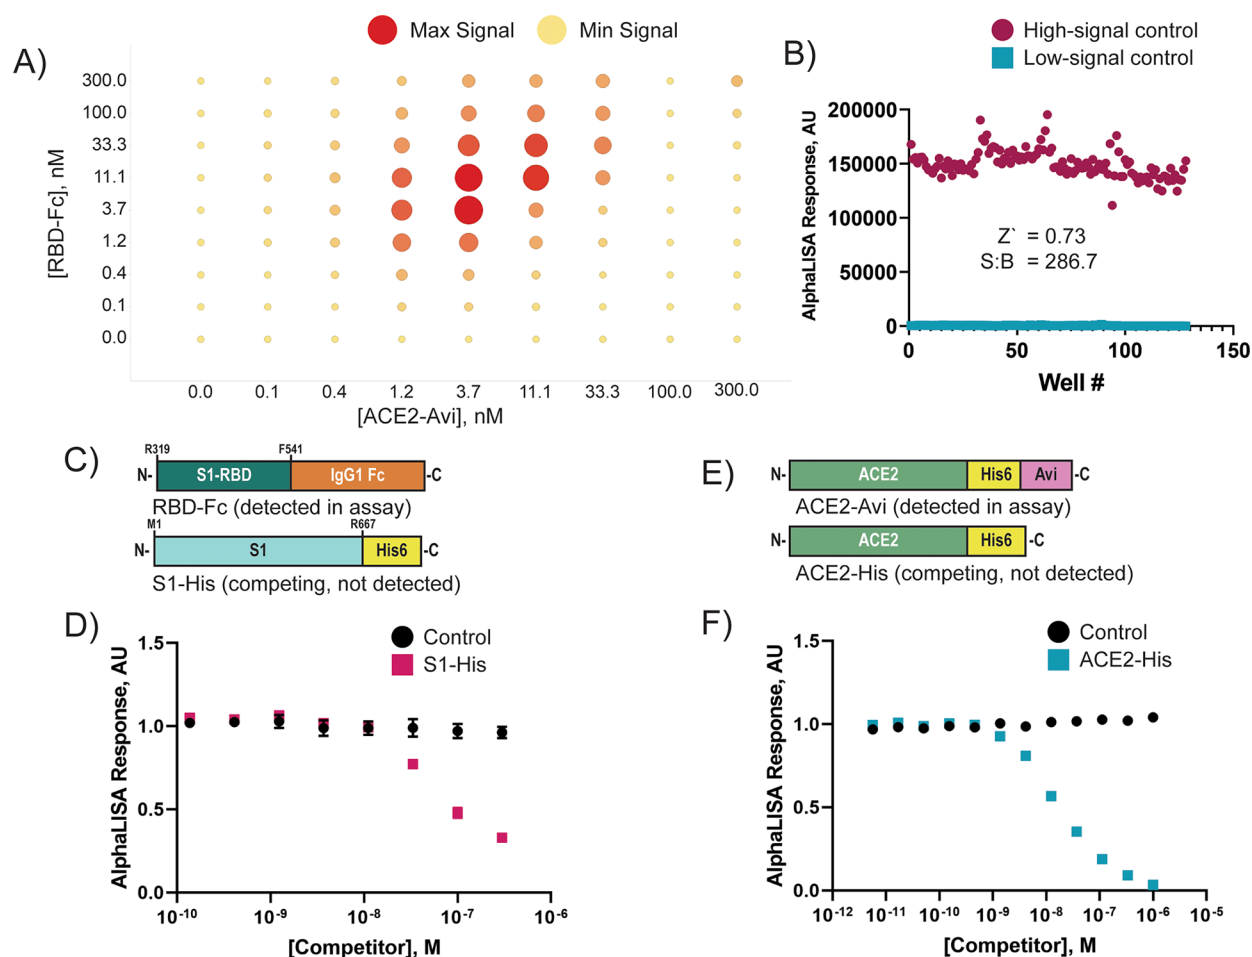 A)
Max Signal
Min Signal
[RBD-Fc], nM
300.0
100.0
33.3
11.1
3.7
1.2
0.4
0.1
0.0
0.0 0.1 0.4 1.2 3.7 11.1 33.3 100.0 300.0
[ACE2-Avi], nM
B)
High-signal control
Low-signal control
AlphaLISA Response, AU
200000
150000
100000
50000
0
Z` = 0.73
S:B = 286.7
0 50 100 150
Well #
C)
R319 F541
N- S1-RBD IgG1 Fc -C
RBD-Fc (detected in assay)
M1 R667
N- S1 His6 -C
S1-His (competing, not detected)
D)
Control
S1-His
AlphaLISA Response, AU
1.5
1.0
0.5
0.0
10-10 10-9 10-8 10-7 10-6
[Competitor], M
E)
N- ACE2 His6 Avi -C
ACE2-Avi (detected in assay)
N- ACE2 His6 -C
ACE2-His (competing, not detected)
F)
Control
ACE2-His
AlphaLISA Response, AU
1.5
1.0
0.5
0.0
10-12 10-11 10-10 10-9 10-8 10-7 10-6 10-5
[Competitor], M